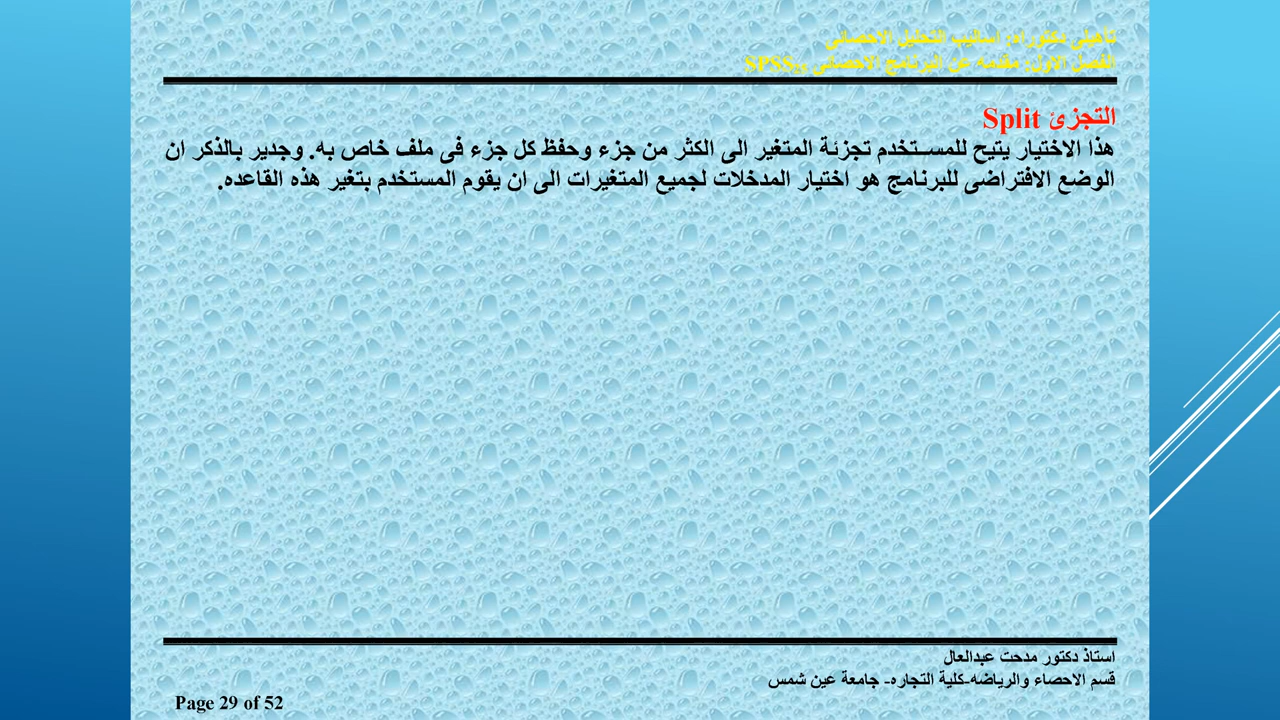 تأهيلى دكتوراه: اساليب التحليل الاحصائى
الفصل الاول: مقدمه عن البرنامج الاحصائى SPSS
التجزئ Split
هذا الاختيار يتيح للمستخدم تجزئة المتغير الى الكثر من جزء وحفظ كل جزء فى ملف خاص به. وجدير بالذكر ان
الوضع الافتراضى للبرنامج هو اختيار المدخلات لجميع المتغيرات الى ان يقوم المستخدم بتغير هذه القاعده.
استاذ دكتور مدحت عبدالعال
قسم الاحصاء والرياضه-كلية التجاره- جامعة عين شمس
Page 29 of 52